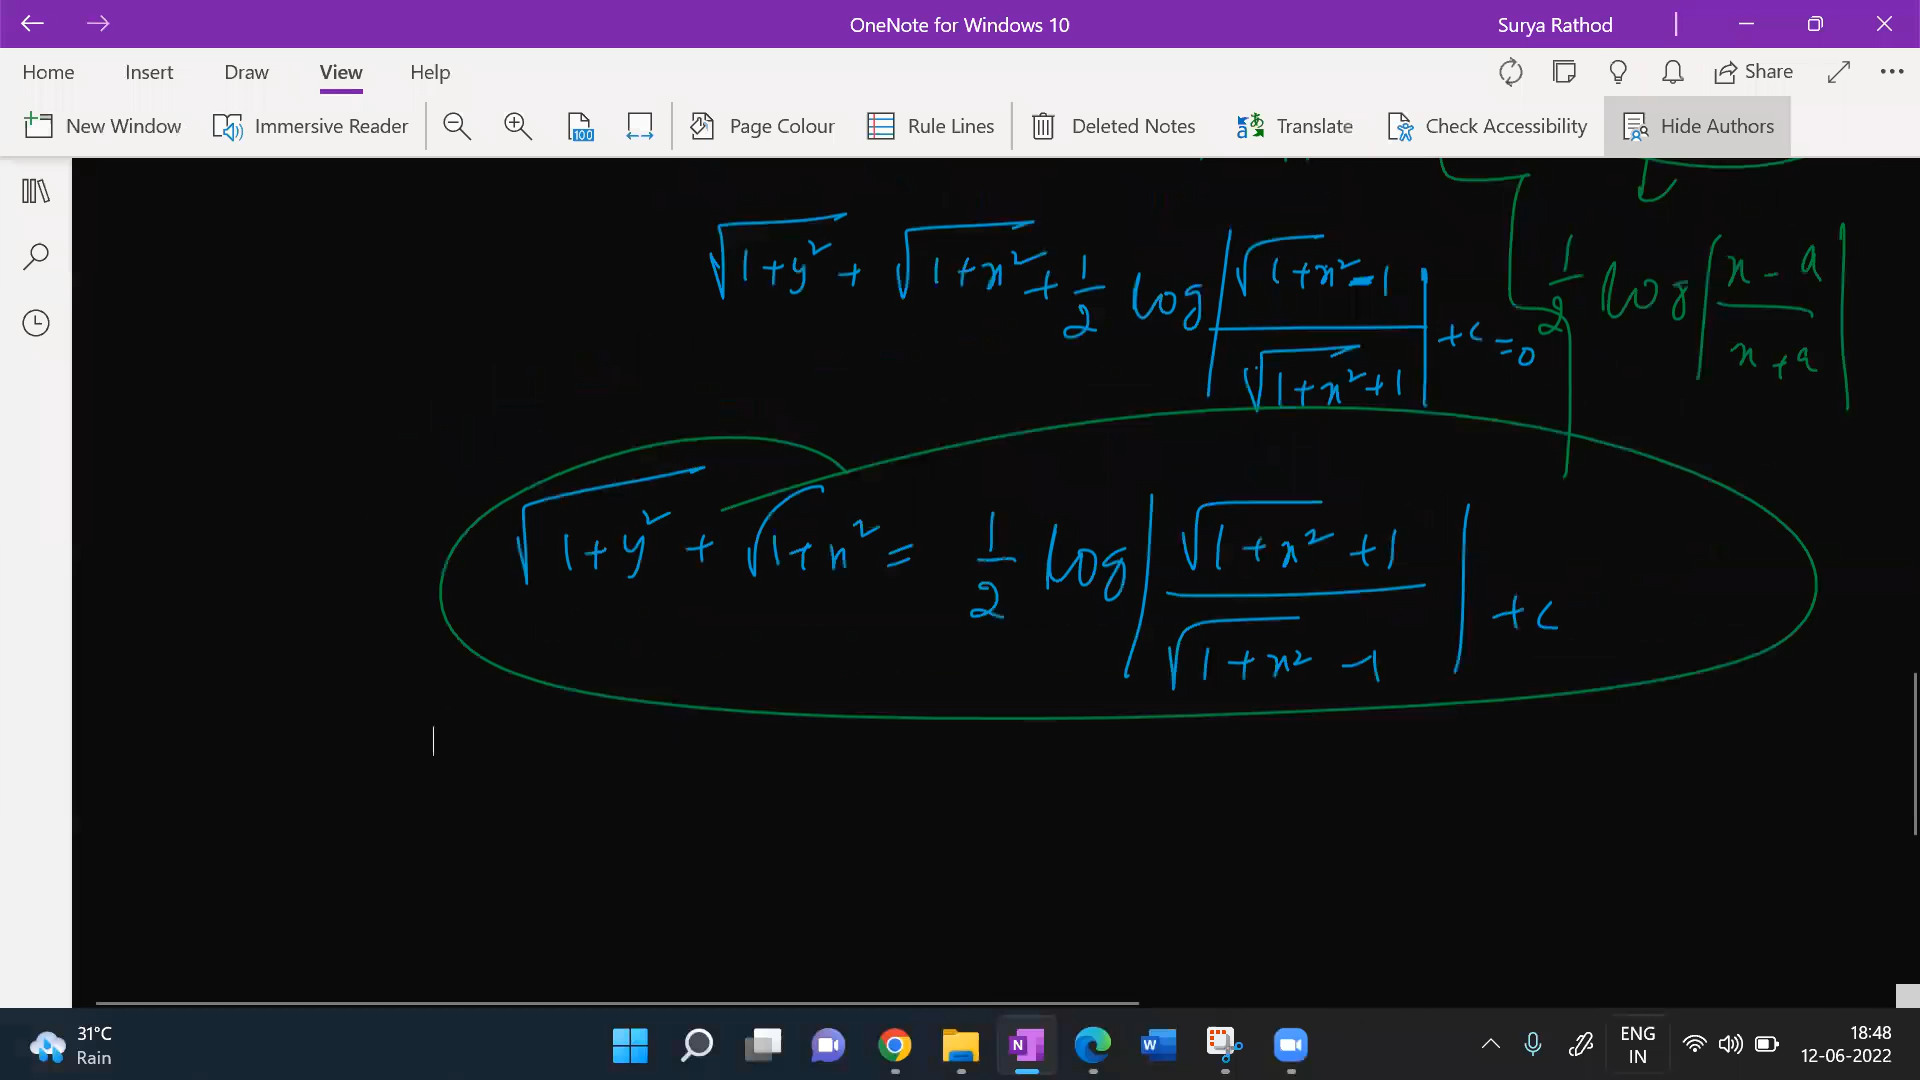 OneNote for Windows 10
Surya Rathod
Home Insert Draw View Help
Share
New Window Immersive Reader 100 Page Colour Rule Lines Deleted Notes Translate Check Accessibility Hide Authors
√(1+y²) + √(1+x²) + 1/2 log |(√(1+x²) - 1)/(√(1+x²) + 1)| + c = 0
1/2 log |(x - a)/(x + a)|
√(1+y²) + √(1+x²) = 1/2 log |(√(1+x²) + 1)/(√(1+x²) - 1)| + c
31°C
Rain
N
W
ENG
IN
18:48
12-06-2022